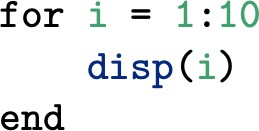 for i = 1:10
    disp(i)
end